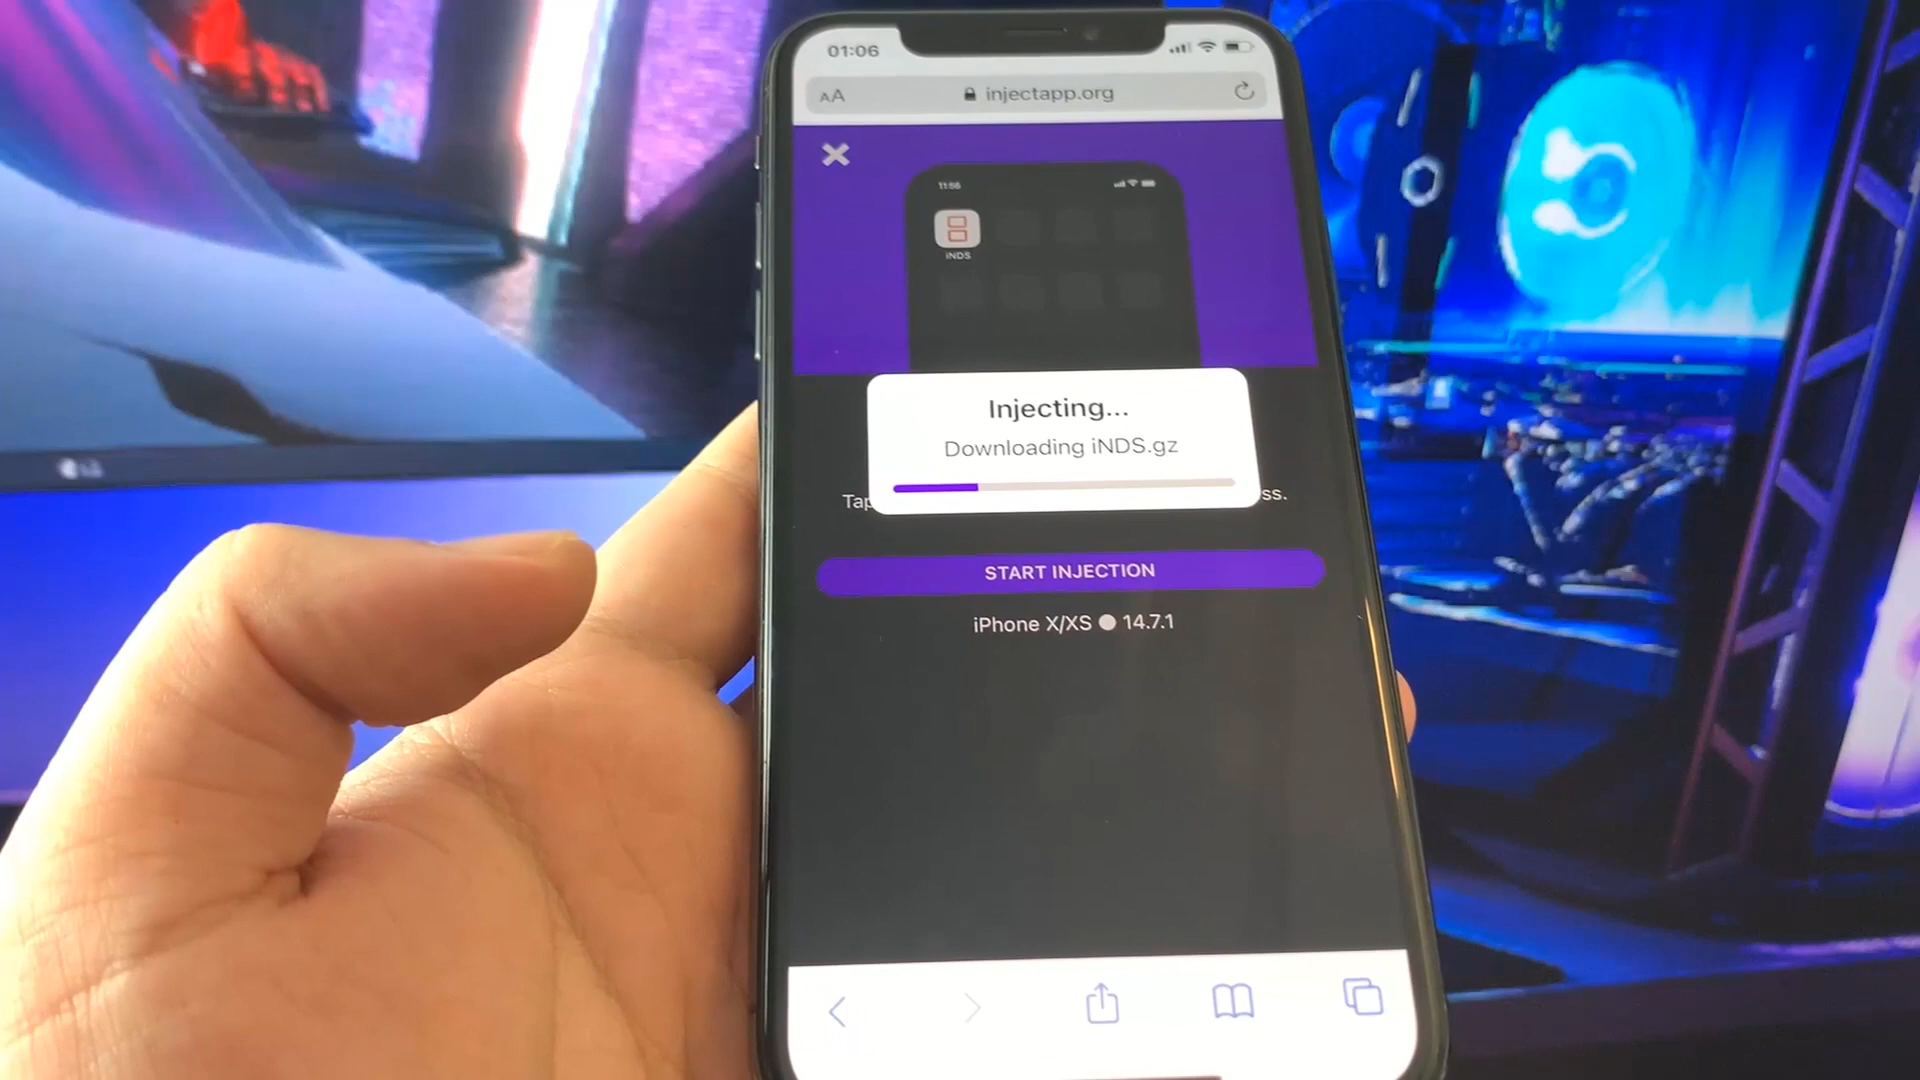 01:06
AA
injectapp.org
11:56
iNDS
Injecting...
Downloading iNDS.gz
Tap
ss.
START INJECTION
iPhone X/XS ● 14.7.1
LG